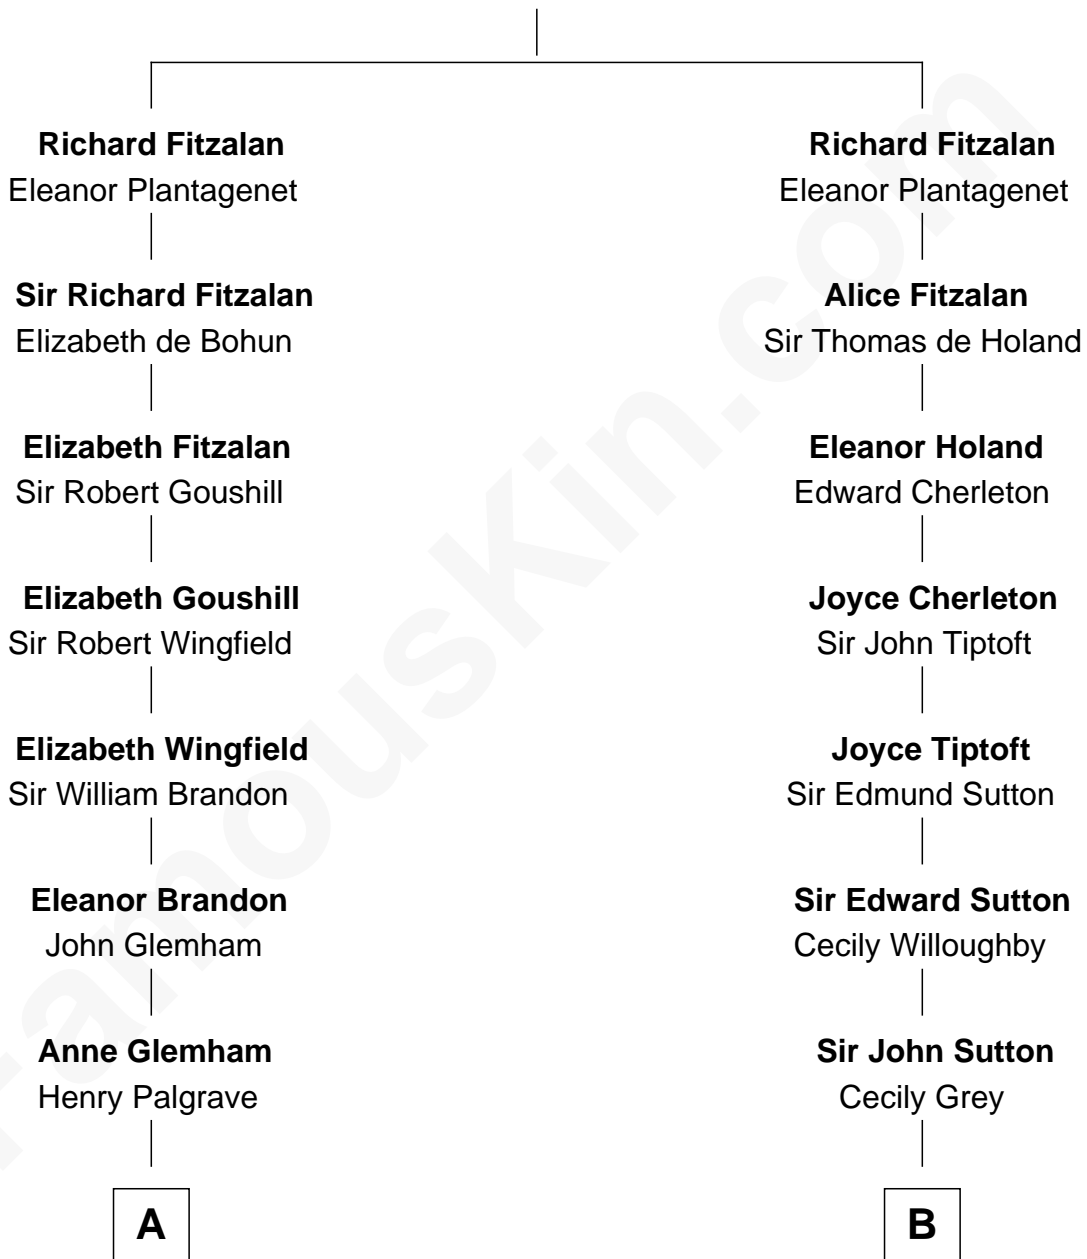 Richard Fitzalan
Eleanor Plantagenet
Sir Richard Fitzalan
Elizabeth de Bohun
Elizabeth Fitzalan
Sir Robert Goushill
Elizabeth Goushill
Sir Robert Wingfield
Elizabeth Wingfield
Sir William Brandon
Eleanor Brandon
John Glemham
Anne Glemham
Henry Palgrave
A
Richard Fitzalan
Eleanor Plantagenet
Alice Fitzalan
Sir Thomas de Holand
Eleanor Holand
Edward Cherleton
Joyce Cherleton
Sir John Tiptoft
Joyce Tiptoft
Sir Edmund Sutton
Sir Edward Sutton
Cecily Willoughby
Sir John Sutton
Cecily Grey
B
FamousKin.com